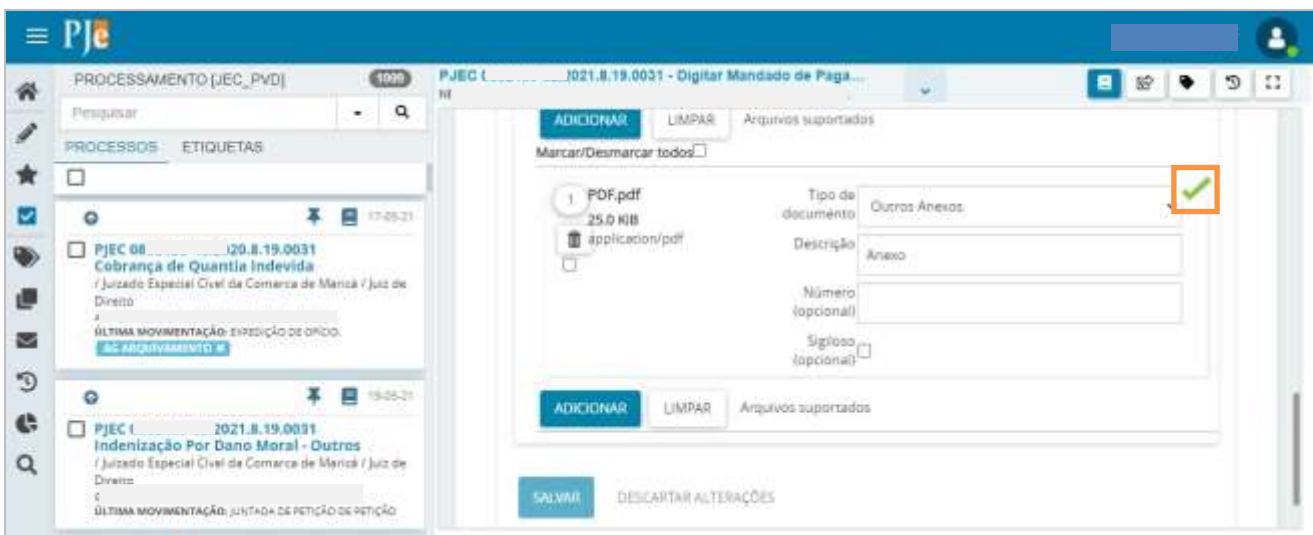 PJe
PROCESSAMENTO [JEC_PVD]
1099
Pesquisar
PROCESSOS ETIQUETAS
17-05-21
PJEC 08 020.8.19.0031
Cobrança de Quantia Indevida
/ Juizado Especial Cível da Comarca de Maricá / Juiz de
Direito
ÚLTIMA MOVIMENTAÇÃO: EXPEDIÇÃO DE OFÍCIO.
AG ARQUIVAMENTO ×
19-05-21
PJEC 2021.8.19.0031
Indenização Por Dano Moral - Outros
/ Juizado Especial Cível da Comarca de Maricá / Juiz de
Direito
ÚLTIMA MOVIMENTAÇÃO: JUNTADA DE PETIÇÃO DE PETIÇÃO
PJEC ( 2021.8.19.0031 - Digitar Mandado de Paga...
ADICIONAR LIMPAR Arquivos suportados
Marcar/Desmarcar todos
1
PDF.pdf
25.0 KiB
application/pdf
Tipo de
documento
Outros Anexos
Descrição
Anexo
Número
(opcional)
Sigiloso
(opcional)
ADICIONAR LIMPAR Arquivos suportados
SALVAR DESCARTAR ALTERAÇÕES